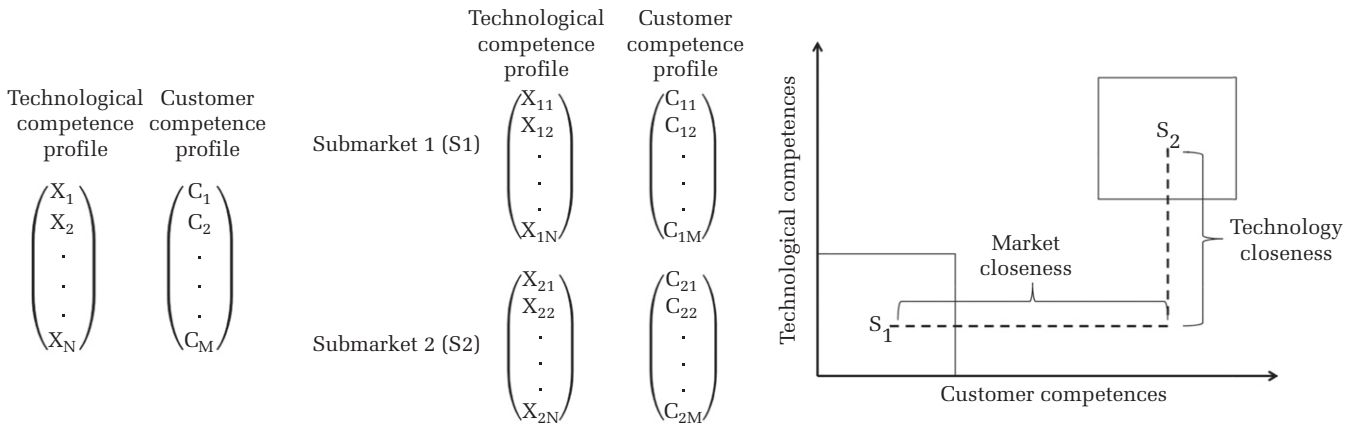 Technological
competence
profile
Customer
competence
profile
X1
X2
.
.
.
XN
C1
C2
.
.
.
CM
Technological
competence
profile
Customer
competence
profile
Submarket 1 (S1)
X11
X12
.
.
.
X1N
C11
C12
.
.
.
C1M
Submarket 2 (S2)
X21
X22
.
.
.
X2N
C21
C22
.
.
.
C2M
Technological competences
S2
Technology
closeness
Market
closeness
S1
Customer competences